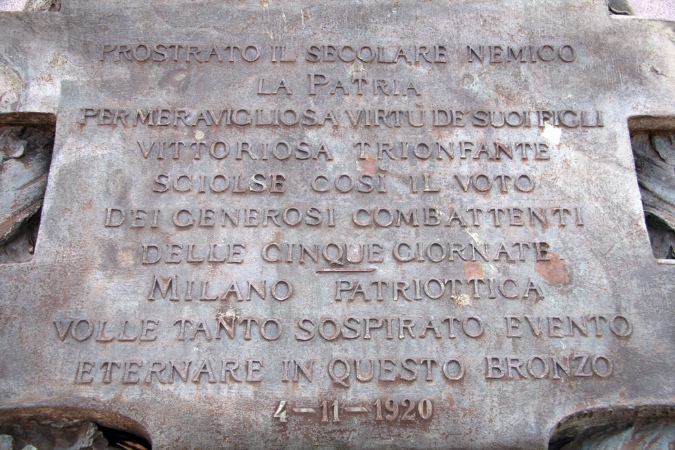 PROSTRATO IL SECOLARE NEMICO
LA PATRIA
PER MERAVIGLIOSA VIRTÙ DE SUOI FIGLI
VITTORIOSA TRIONFANTE
SCIOLSE COSÌ IL VOTO
DEI GENEROSI COMBATTENTI
DELLE CINQUE GIORNATE
MILANO PATRIOTTICA
VOLLE TANTO SOSPIRATO EVENTO
ETERNARE IN QUESTO BRONZO
4-11-1920